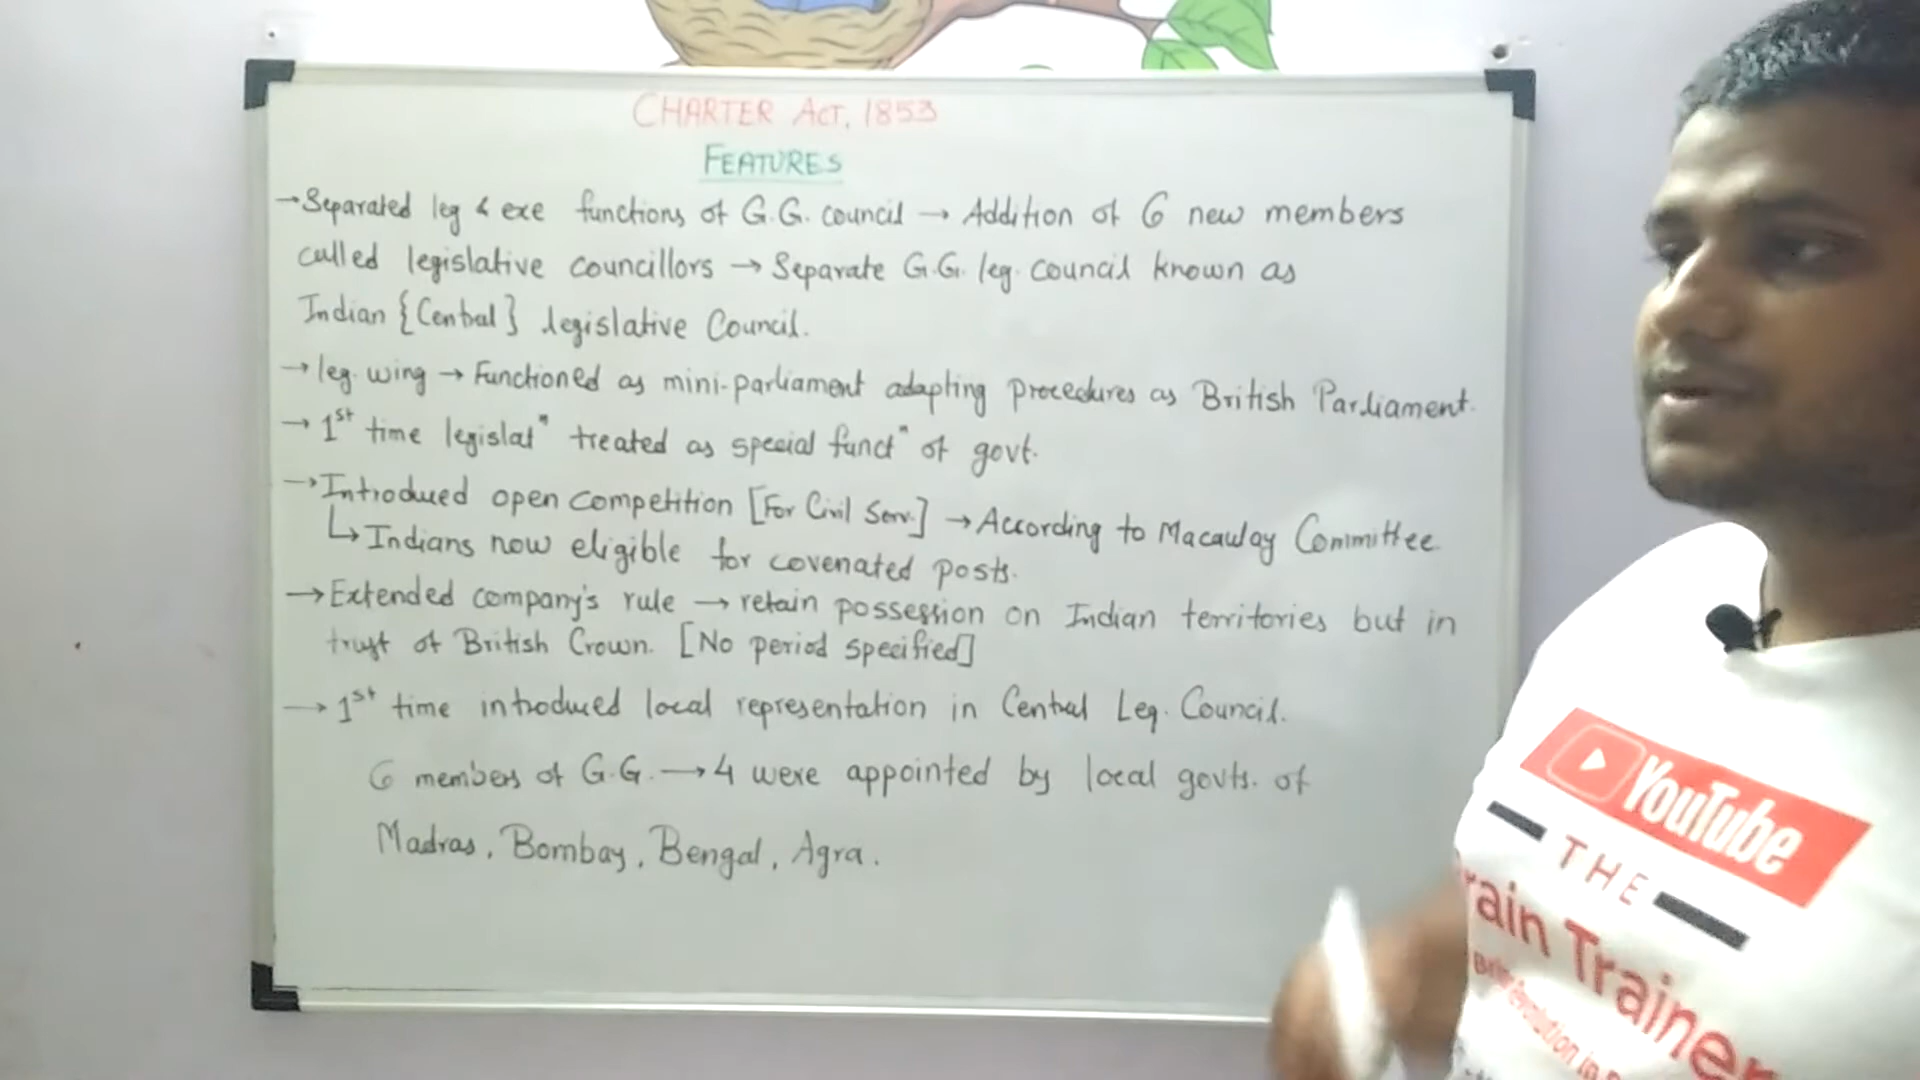 CHARTER ACT, 1853
FEATURES
→ Separated leg & exe functions of G.G. council → Addition of 6 new members
called legislative councillors → Separate G.G. leg. council known as
Indian {Central} legislative Council.
→ leg. wing → Functioned as mini-parliament adapting procedures as British Parliament.
→ 1st time legislatⁿ treated as special functⁿ of govt.
→ Introduced open competition [For Civil Serv.] → According to Macaulay Committee
↳ Indians now eligible for covenated posts.
→ Extended company's rule → retain possession on Indian territories but in
trust of British Crown. [No period specified]
→ 1st time introduced local representation in Central Leg. Council.
6 members of G.G. → 4 were appointed by local govts. of
Madras, Bombay, Bengal, Agra.
YouTube
THE
rain Trainer